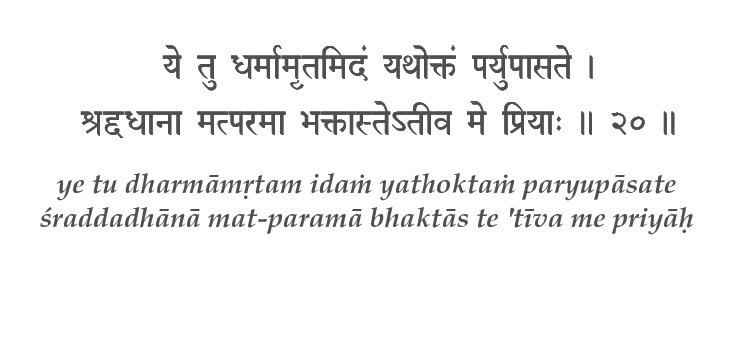 ये तु धर्मामृतमिदं यथोक्तं पर्युपासते ।
श्रद्दधाना मत्परमा भक्तास्तेऽतीव मे प्रियाः ॥ २० ॥
ye tu dharmāmṛtam idaṁ yathoktaṁ paryupāsate
śraddadhānā mat-paramā bhaktās te 'tīva me priyāḥ